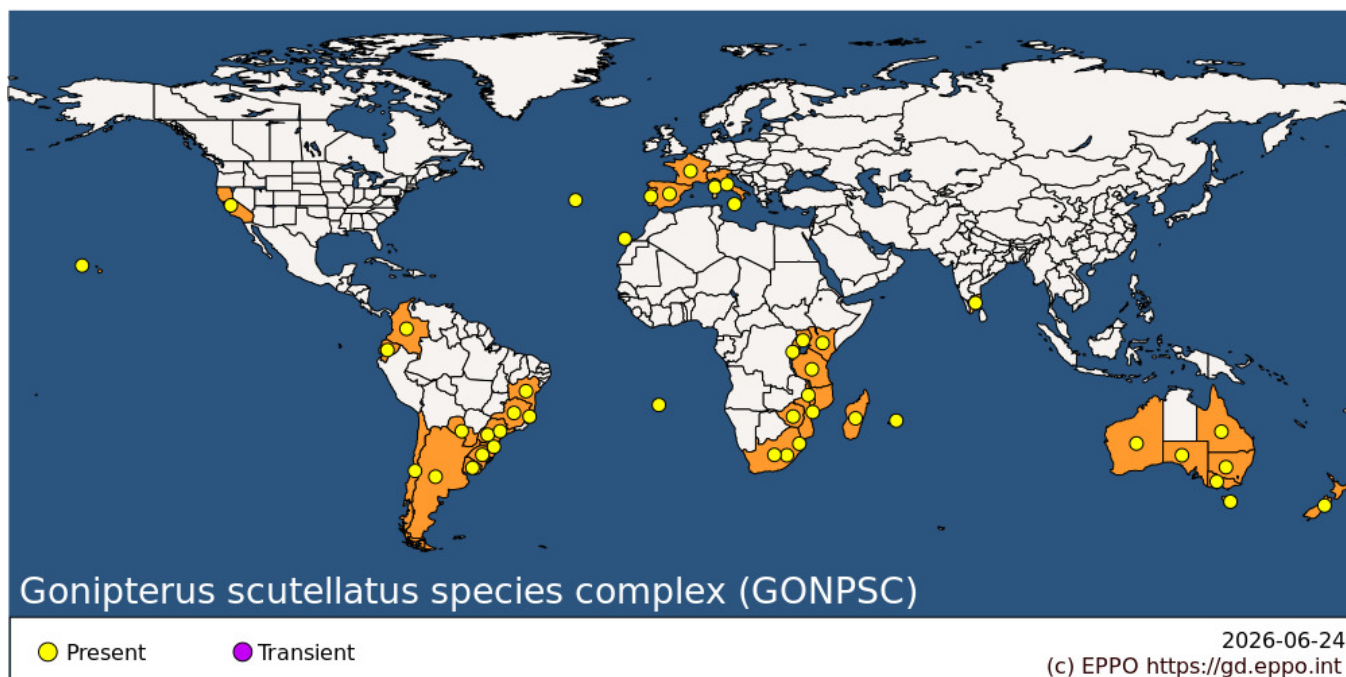 Gonipterus scutellatus species complex (GONPSC)
Present
Transient
2026-06-24
(c) EPPO https://gd.eppo.int